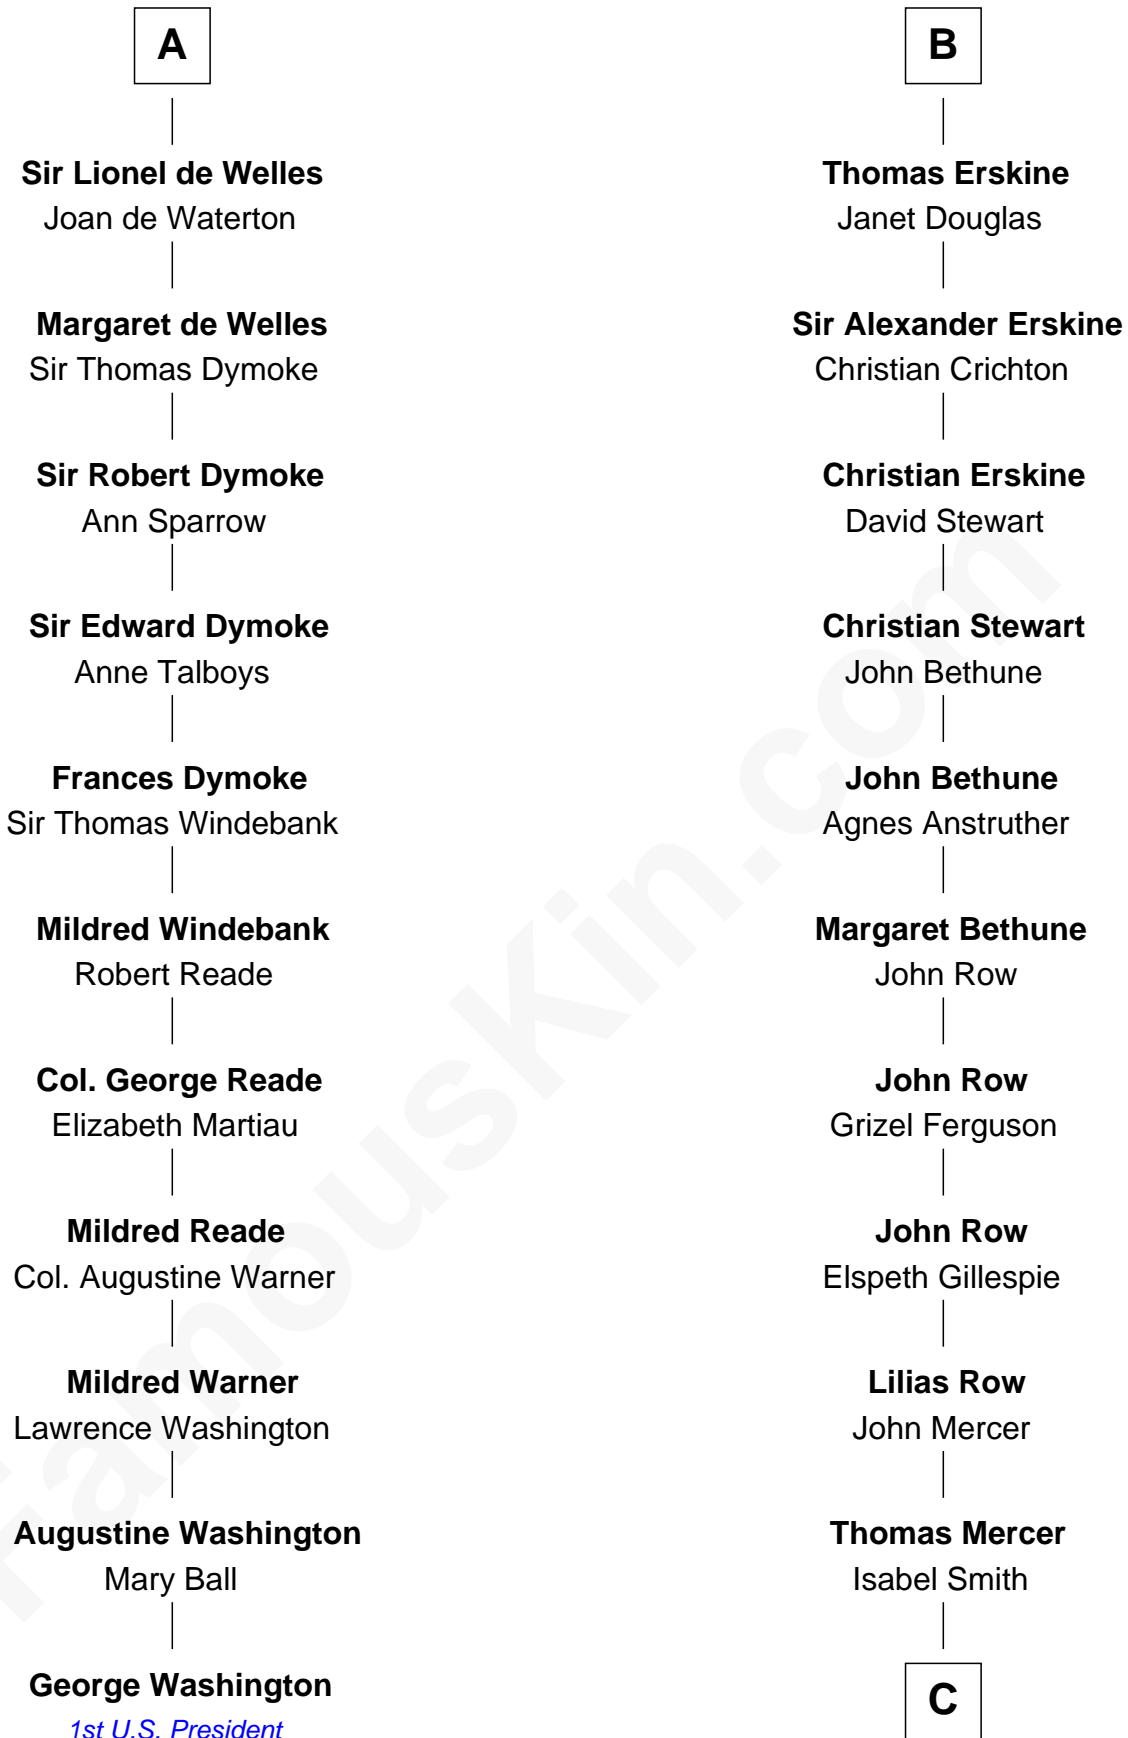 A
Sir Lionel de Welles
Joan de Waterton
Margaret de Welles
Sir Thomas Dymoke
Sir Robert Dymoke
Ann Sparrow
Sir Edward Dymoke
Anne Talboys
Frances Dymoke
Sir Thomas Windebank
Mildred Windebank
Robert Reade
Col. George Reade
Elizabeth Martiau
Mildred Reade
Col. Augustine Warner
Mildred Warner
Lawrence Washington
Augustine Washington
Mary Ball
George Washington
1st U.S. President
B
Thomas Erskine
Janet Douglas
Sir Alexander Erskine
Christian Crichton
Christian Erskine
David Stewart
Christian Stewart
John Bethune
John Bethune
Agnes Anstruther
Margaret Bethune
John Row
John Row
Grizel Ferguson
John Row
Elspeth Gillespie
Lilias Row
John Mercer
Thomas Mercer
Isabel Smith
C
FamousKin.com